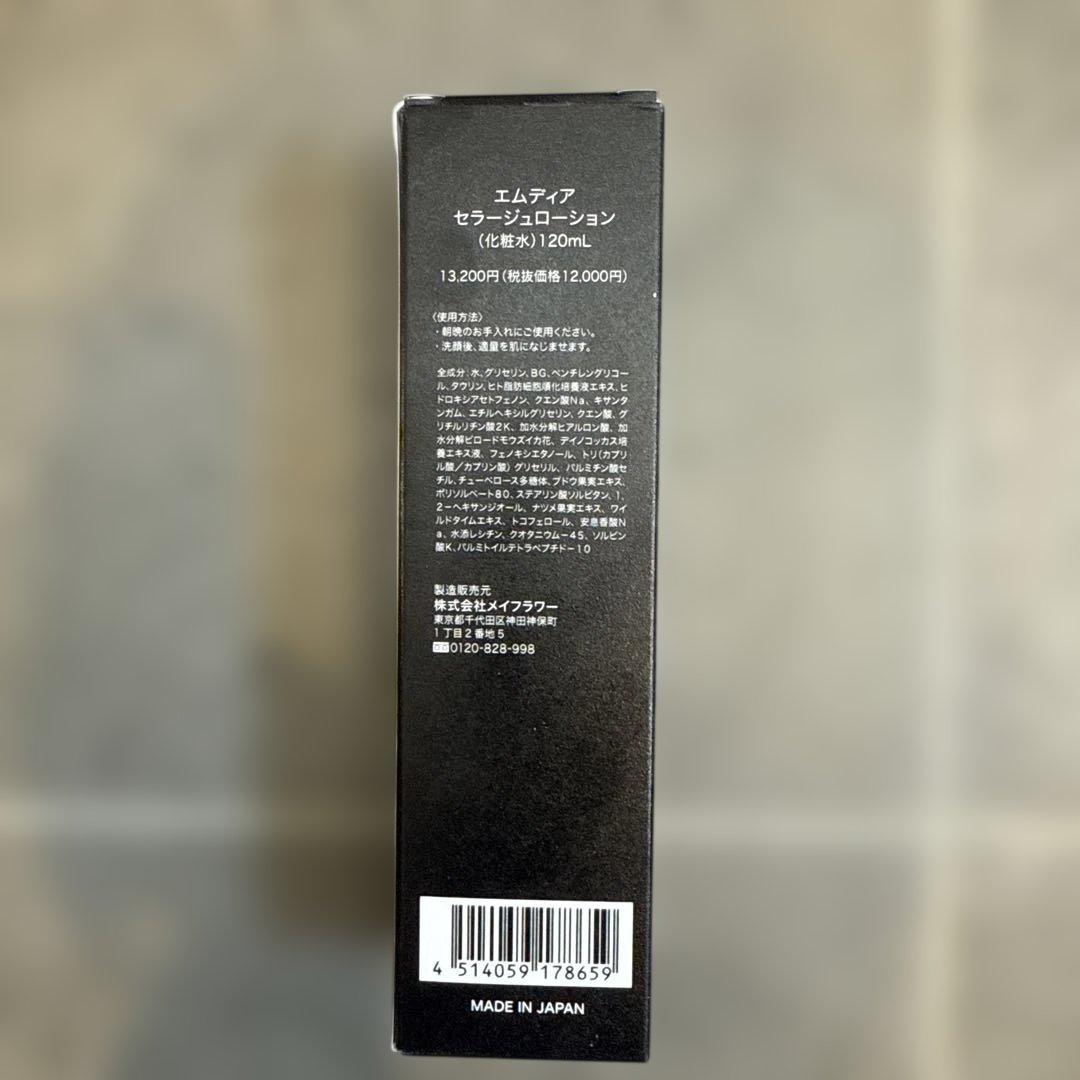 エムディア
セラージュローション
(化粧水)120mL
13,200円(税抜価格12,000円)
〈使用方法〉
・朝晩のお手入れにご使用ください。
・洗顔後、適量を肌になじませます。
全成分:水、グリセリン、BG、ペンチレングリコー
ル、タウリン、ヒト脂肪細胞順化培養液エキス、ヒ
ドロキシアセトフェノン、クエン酸Na、キサンタ
ンガム、エチルヘキシルグリセリン、クエン酸、グ
リチルリチン酸2K、加水分解ヒアルロン酸、加
水分解ビロードモウズイカ花、デイノコッカス培
養エキス液、フェノキシエタノール、トリ(カプリ
ル酸/カプリン酸)グリセリル、パルミチン酸セ
チル、チューベロース多糖体、ブドウ果実エキス、
ポリソルベート80、ステアリン酸ソルビタン、1,
2-ヘキサンジオール、ナツメ果実エキス、ワイ
ルドタイムエキス、トコフェロール、安息香酸N
a、水添レシチン、クオタニウム-45、ソルビン
酸K、パルミトイルテトラペプチド-10
製造販売元
株式会社メイフラワー
東京都千代田区神田神保町
1丁目2番地5
0120-828-998
4 514059 178659
MADE IN JAPAN